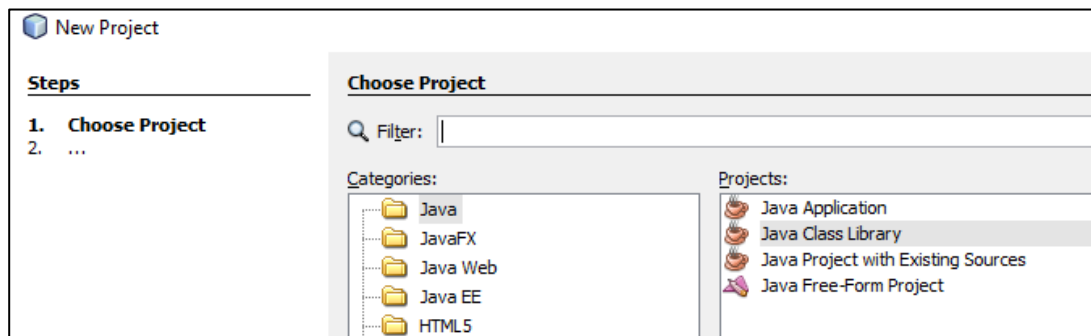 New Project
Steps
1. Choose Project
2. ...
Choose Project
Filter:
Categories:
Java
JavaFX
Java Web
Java EE
HTML5
Projects:
Java Application
Java Class Library
Java Project with Existing Sources
Java Free-Form Project